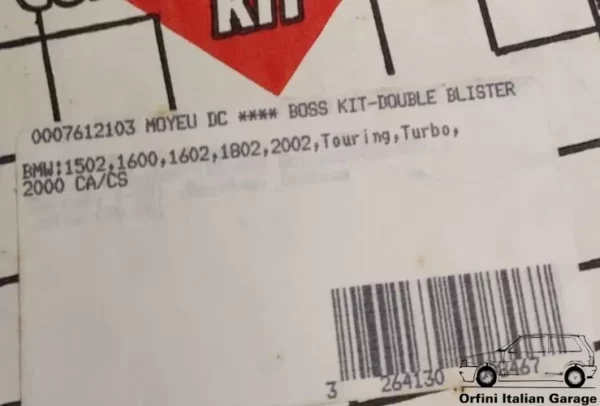 KIT
0007612103 MOYEU DC **** BOSS KIT-DOUBLE BLISTER
BMW:1502,1600,1602,1802,2002,Touring,Turbo,
2000 CA/CS
3 264130 8467
Orfini Italian Garage